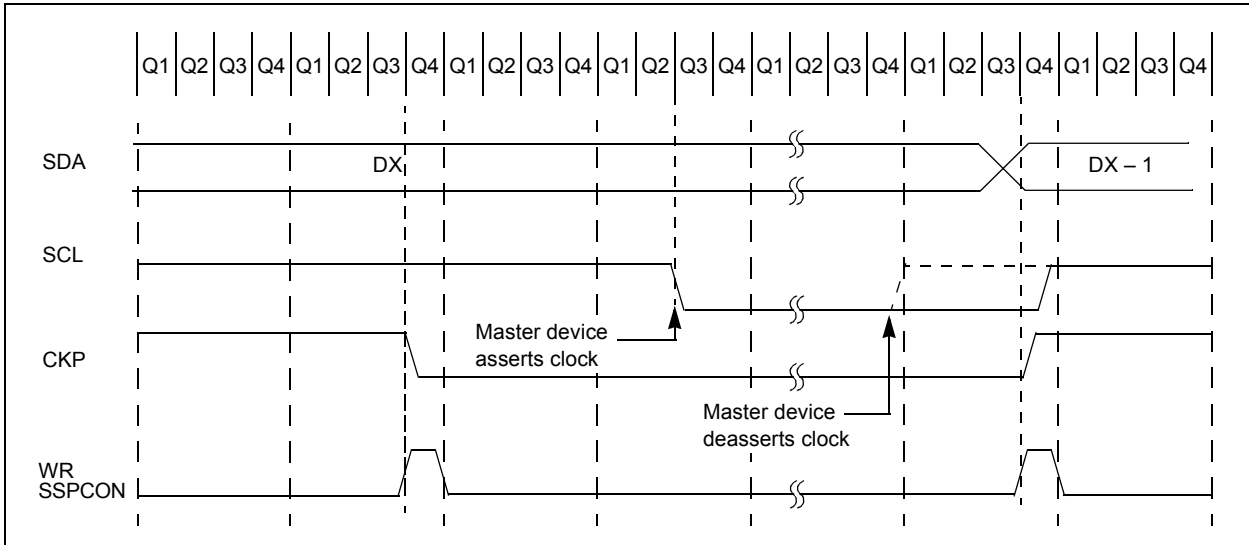 Q1 Q2 Q3 Q4 Q1 Q2 Q3 Q4 Q1 Q2 Q3 Q4 Q1 Q2 Q3 Q4 Q1 Q2 Q3 Q4 Q1 Q2 Q3 Q4 Q1 Q2 Q3 Q4
SDA
DX
DX – 1
SCL
Master device
asserts clock
CKP
Master device
deasserts clock
WR
SSPCON